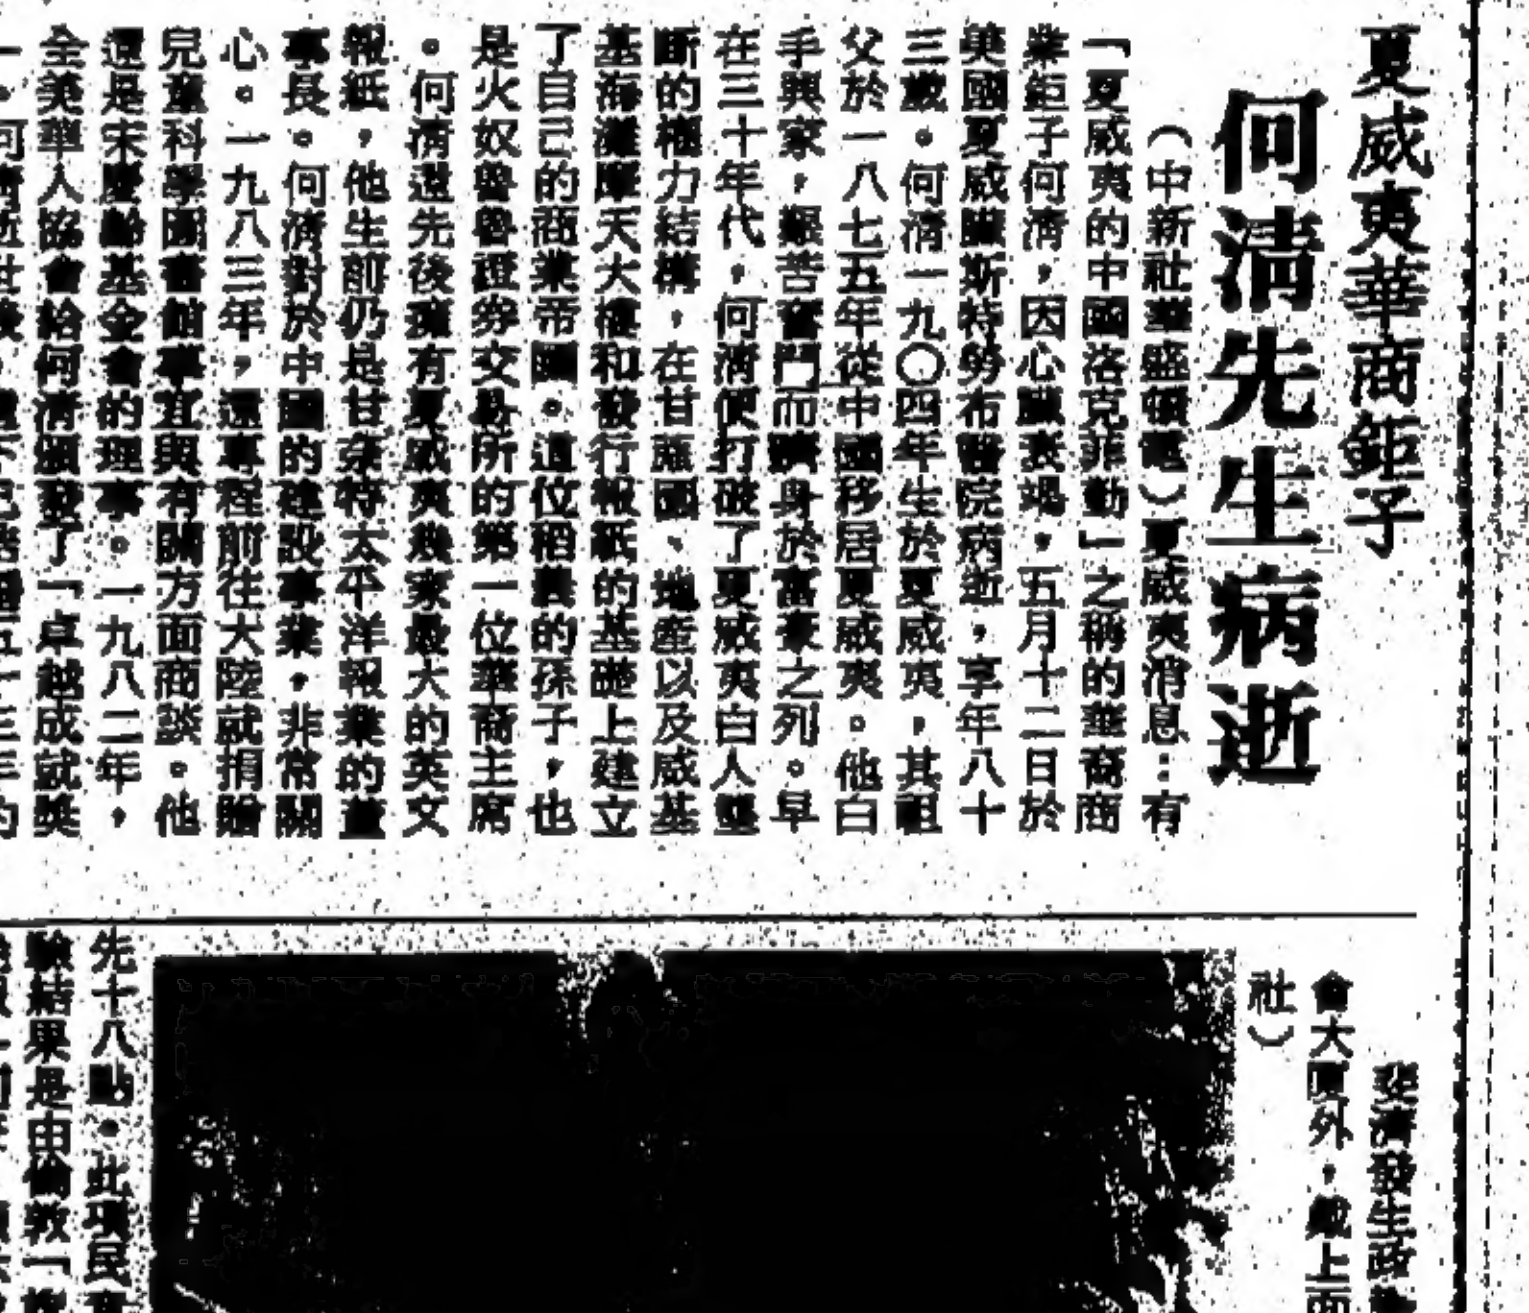 夏威夷華商鉅子
何清先生病逝
（中新社華盛頓電）夏威夷消息：有
「夏威夷的中國洛克菲勒」之稱的華裔商
業鉅子何清，因心臟衰竭，五月十二日於
美國夏威夷 斯特勞布醫院病逝，享年八十
三歲。何清一九〇四年生於夏威夷，其祖
父於一八七五年從中國移居夏威夷。他白
手興家，艱苦奮鬥而躋身於富豪之列。早
在三十年代，何清便打破了夏威夷白人壟
斷的權力結構，在甘蔗園、地產以及威基
基海灘摩天大樓和發行報紙的基礎上建立
了自己的商業帝國。這位稻農的孫子，也
是火奴魯魯證券交易所的第一位華裔主席
。何清還先後擁有夏威夷幾家最大的英文
報紙，他生前仍是甘奈特太平洋報業的董
事長。何清對於中國的建設事業，非常關
心。一九八三年，還專程前往大陸就捐贈
兒童科學園書館事宜與有關方面商談。他
還是宋慶齡基金會的理事。一九八二年，
全美華人協會給何清頒發了「卓越成就獎
會大廈外，
社）
先十八點。此項民意
結果是由